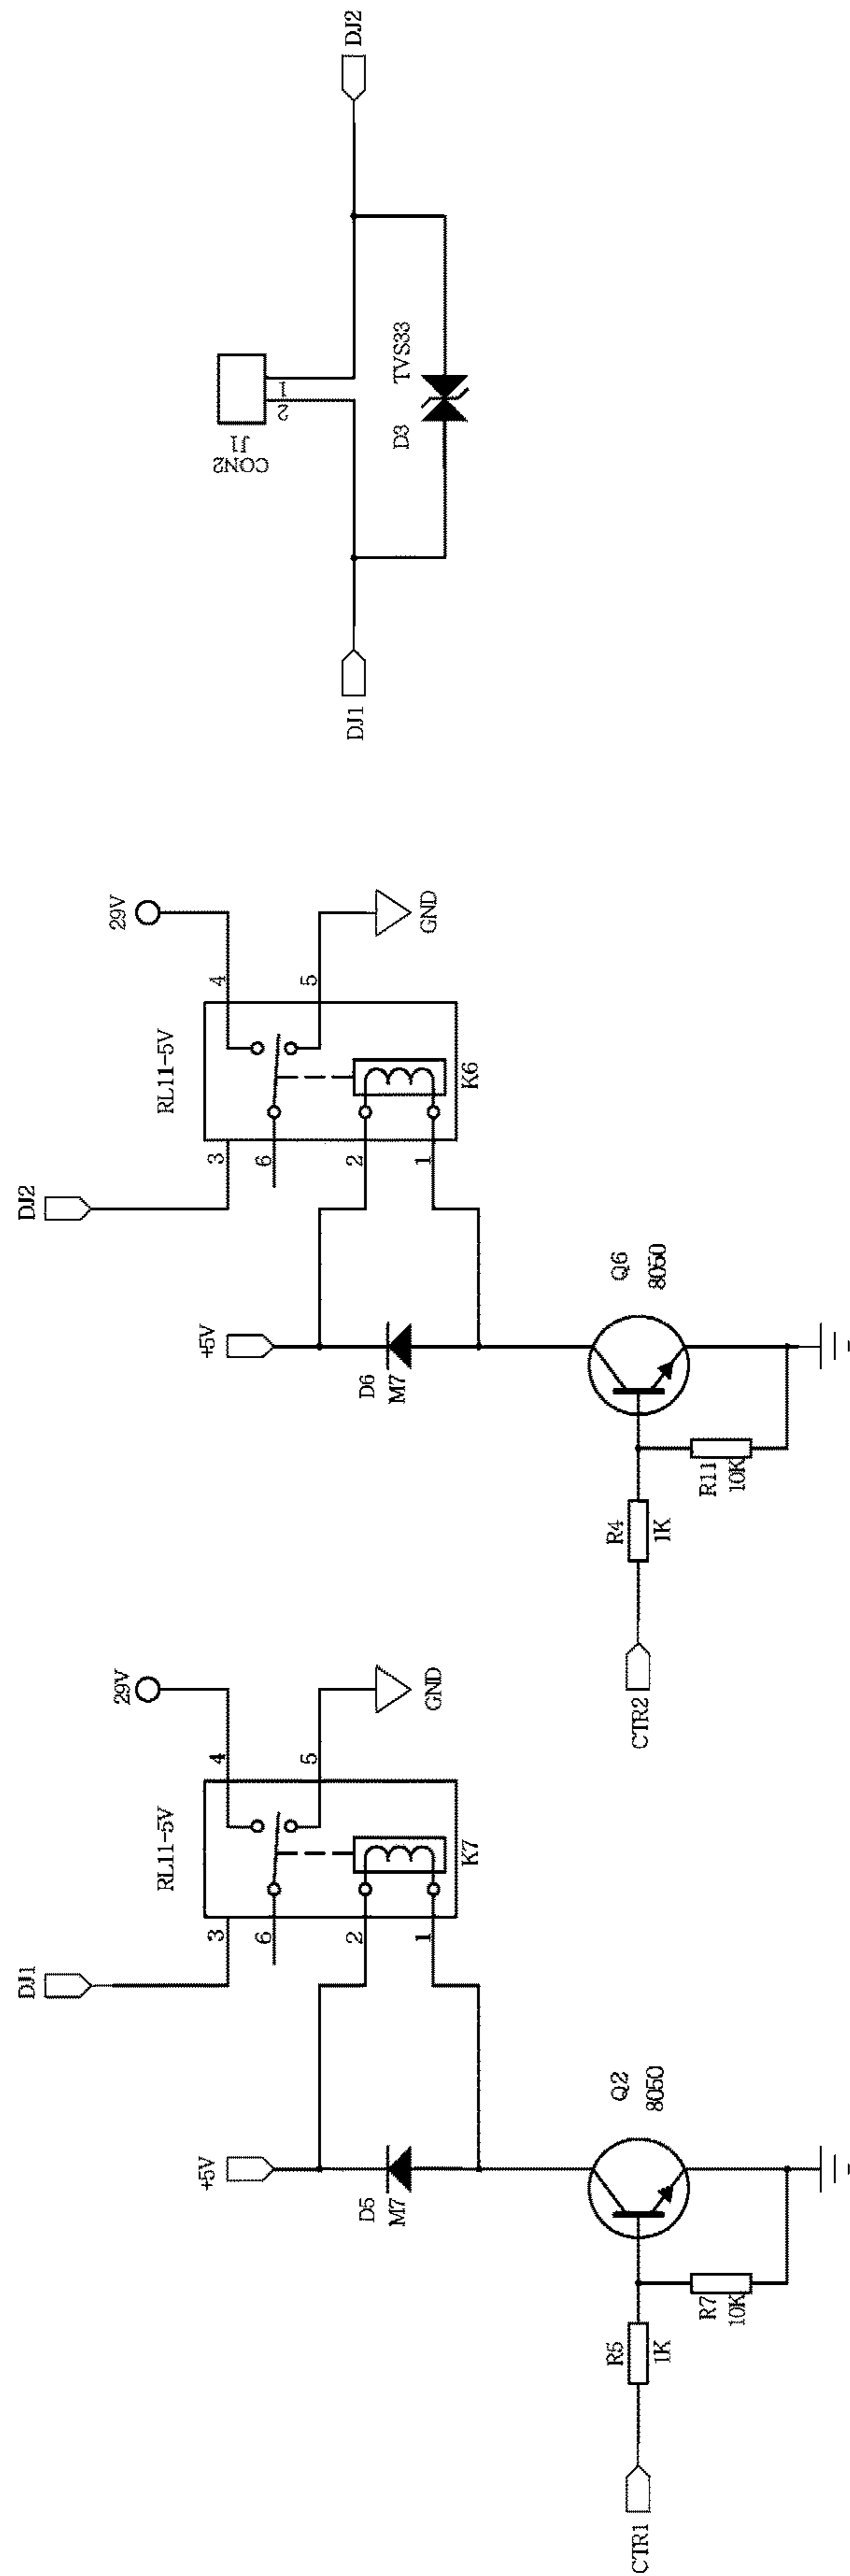 DJ1
29V
RL11-5V
3
4
6
5
2
1
K7
GND
+5V
D5
M7
Q2
8050
R5
1K
R7
10K
CTR1
DJ2
29V
RL11-5V
3
4
6
5
2
1
K6
GND
+5V
D6
M7
Q6
8050
R4
1K
R11
10K
CTR2
CON2
J1
2
1
DJ1
DJ2
D3
TVS33